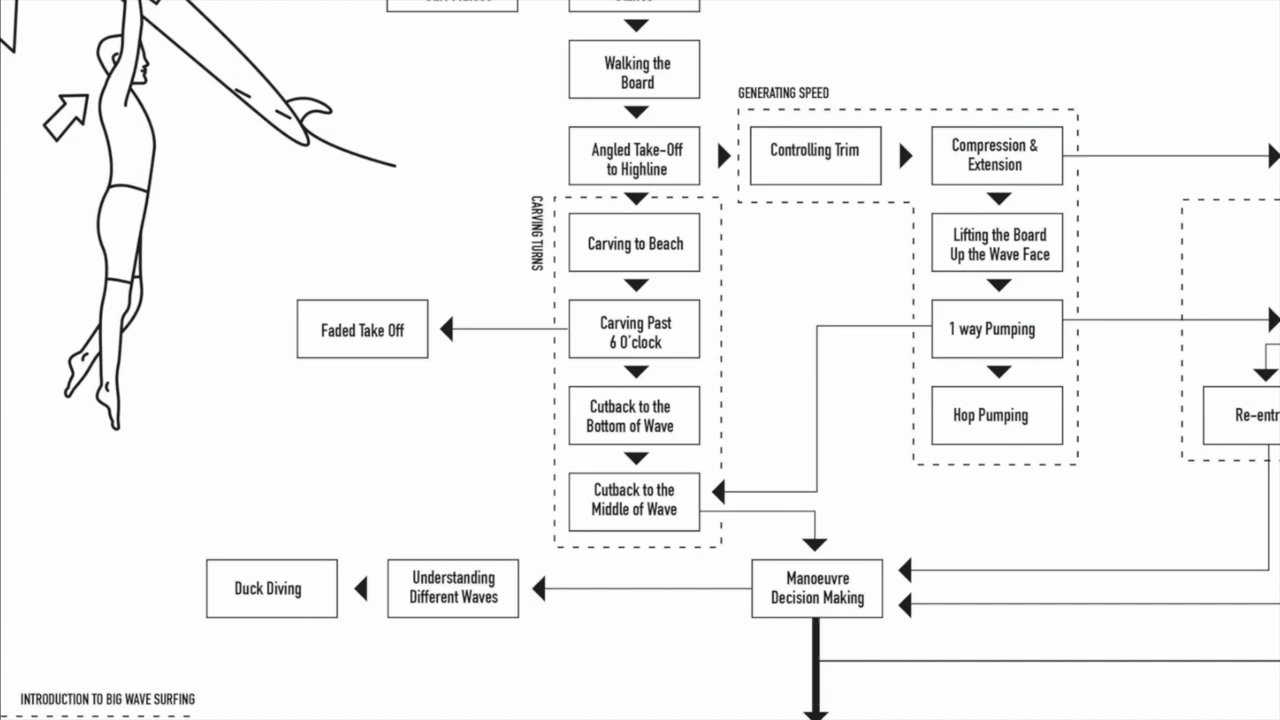 Walking the
Board
GENERATING SPEED
Angled Take-Off
to Highline
Controlling Trim
Compression &
Extension
CARVING TURNS
Carving to Beach
Lifting the Board
Up the Wave Face
Faded Take Off
Carving Past
6 O'clock
1 way Pumping
Cutback to the
Bottom of Wave
Hop Pumping
Re-entr
Cutback to the
Middle of Wave
Duck Diving
Understanding
Different Waves
Manoeuvre
Decision Making
INTRODUCTION TO BIG WAVE SURFING